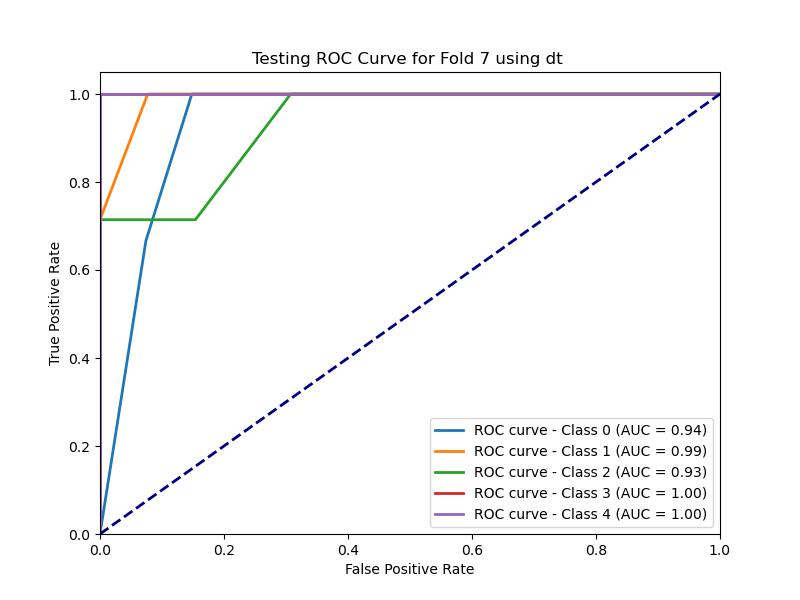 Testing ROC Curve for Fold 7 using dt
True Positive Rate
1.0
0.8
0.6
0.4
0.2
0.0
ROC curve - Class 0 (AUC = 0.94)
ROC curve - Class 1 (AUC = 0.99)
ROC curve - Class 2 (AUC = 0.93)
ROC curve - Class 3 (AUC = 1.00)
ROC curve - Class 4 (AUC = 1.00)
0.0 0.2 0.4 0.6 0.8 1.0
False Positive Rate